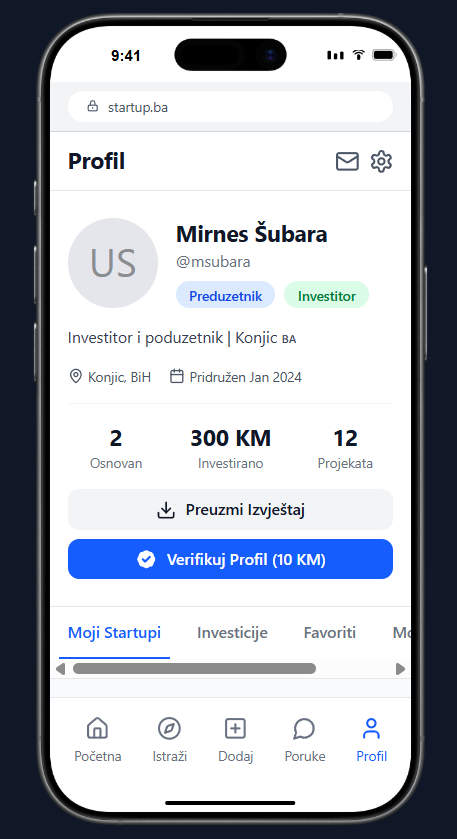 9:41
startup.ba
Profil
US
Mirnes Šubara
@msubara
Preduzetnik Investitor
Investitor i poduzetnik | Konjic BA
Konjic, BiH Pridružen Jan 2024
2 300 KM 12
Osnovan Investirano Projekata
Preuzmi Izvještaj
Verifikuj Profil (10 KM)
Moji Startupi Investicije Favoriti Mo
Početna Istraži Dodaj Poruke Profil